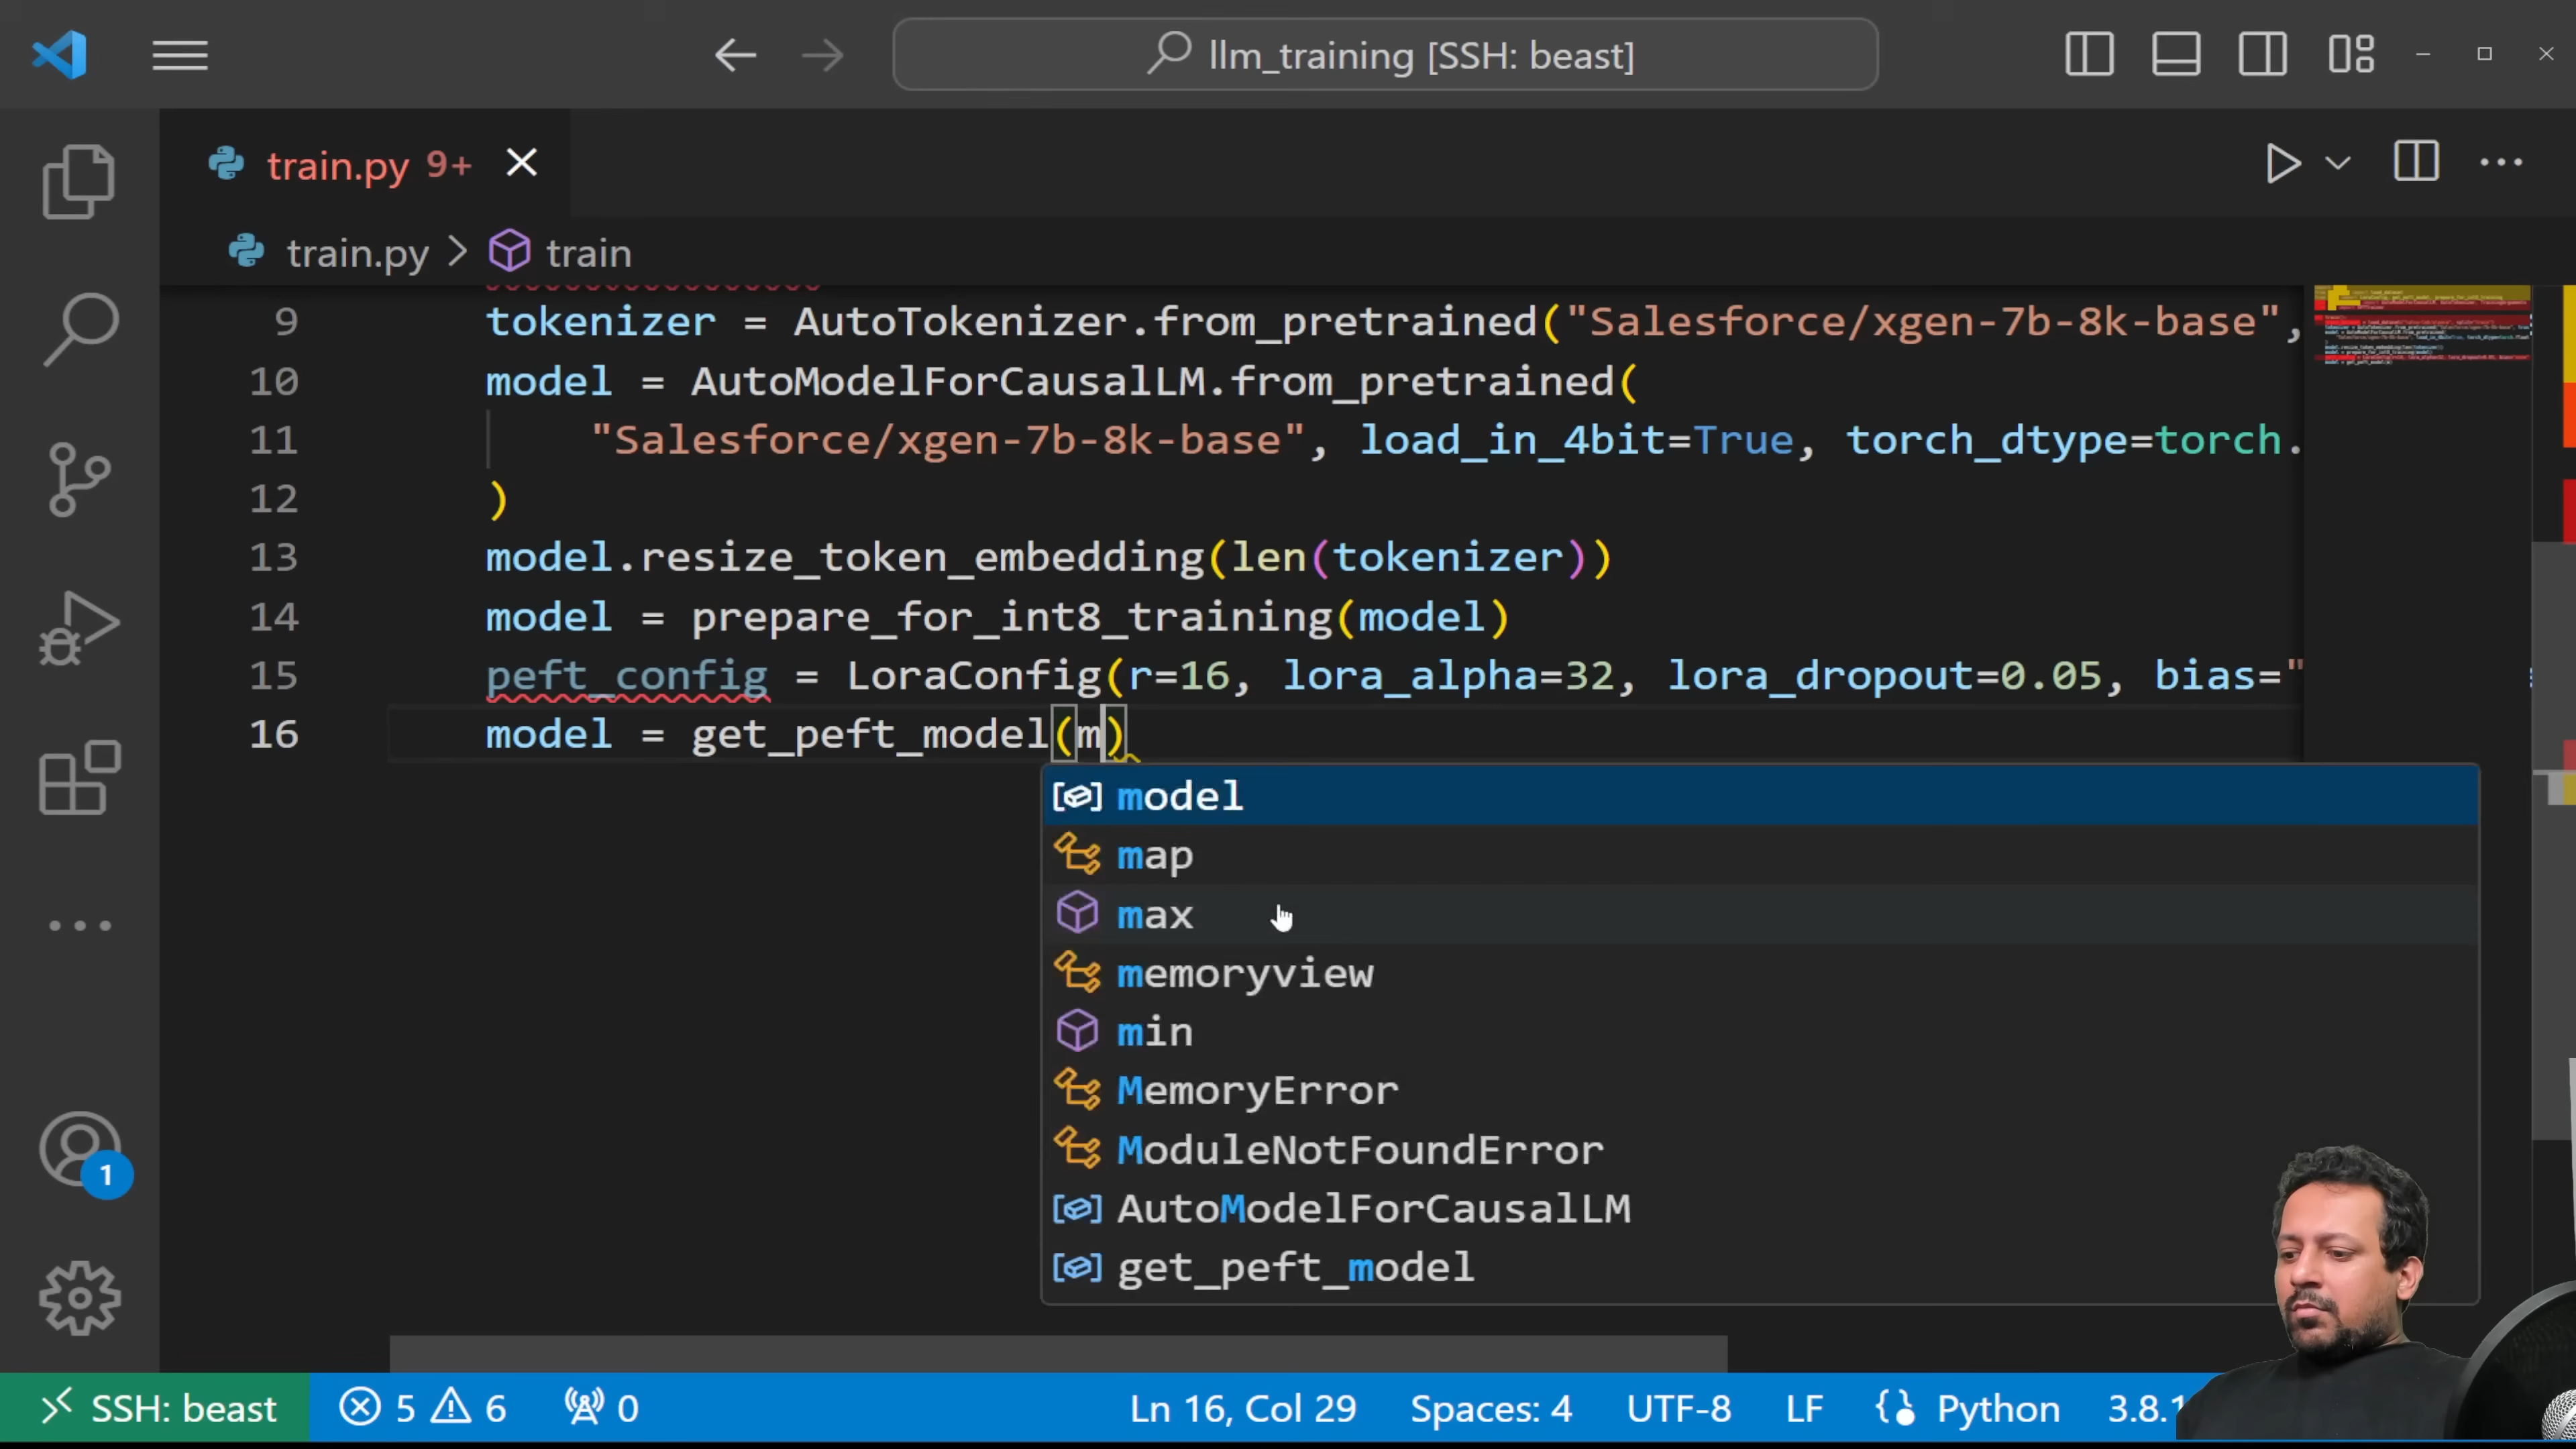 llm_training [SSH: beast]
train.py 9+
train.py > train
9 tokenizer = AutoTokenizer.from_pretrained("Salesforce/xgen-7b-8k-base",
10 model = AutoModelForCausalLM.from_pretrained(
11 "Salesforce/xgen-7b-8k-base", load_in_4bit=True, torch_dtype=torch.
12 )
13 model.resize_token_embedding(len(tokenizer))
14 model = prepare_for_int8_training(model)
15 peft_config = LoraConfig(r=16, lora_alpha=32, lora_dropout=0.05, bias="
16 model = get_peft_model(m)
model
map
max
memoryview
min
MemoryError
ModuleNotFoundError
AutoModelForCausalLM
get_peft_model
1
SSH: beast 5 6 0 Ln 16, Col 29 Spaces: 4 UTF-8 LF Python 3.8.1